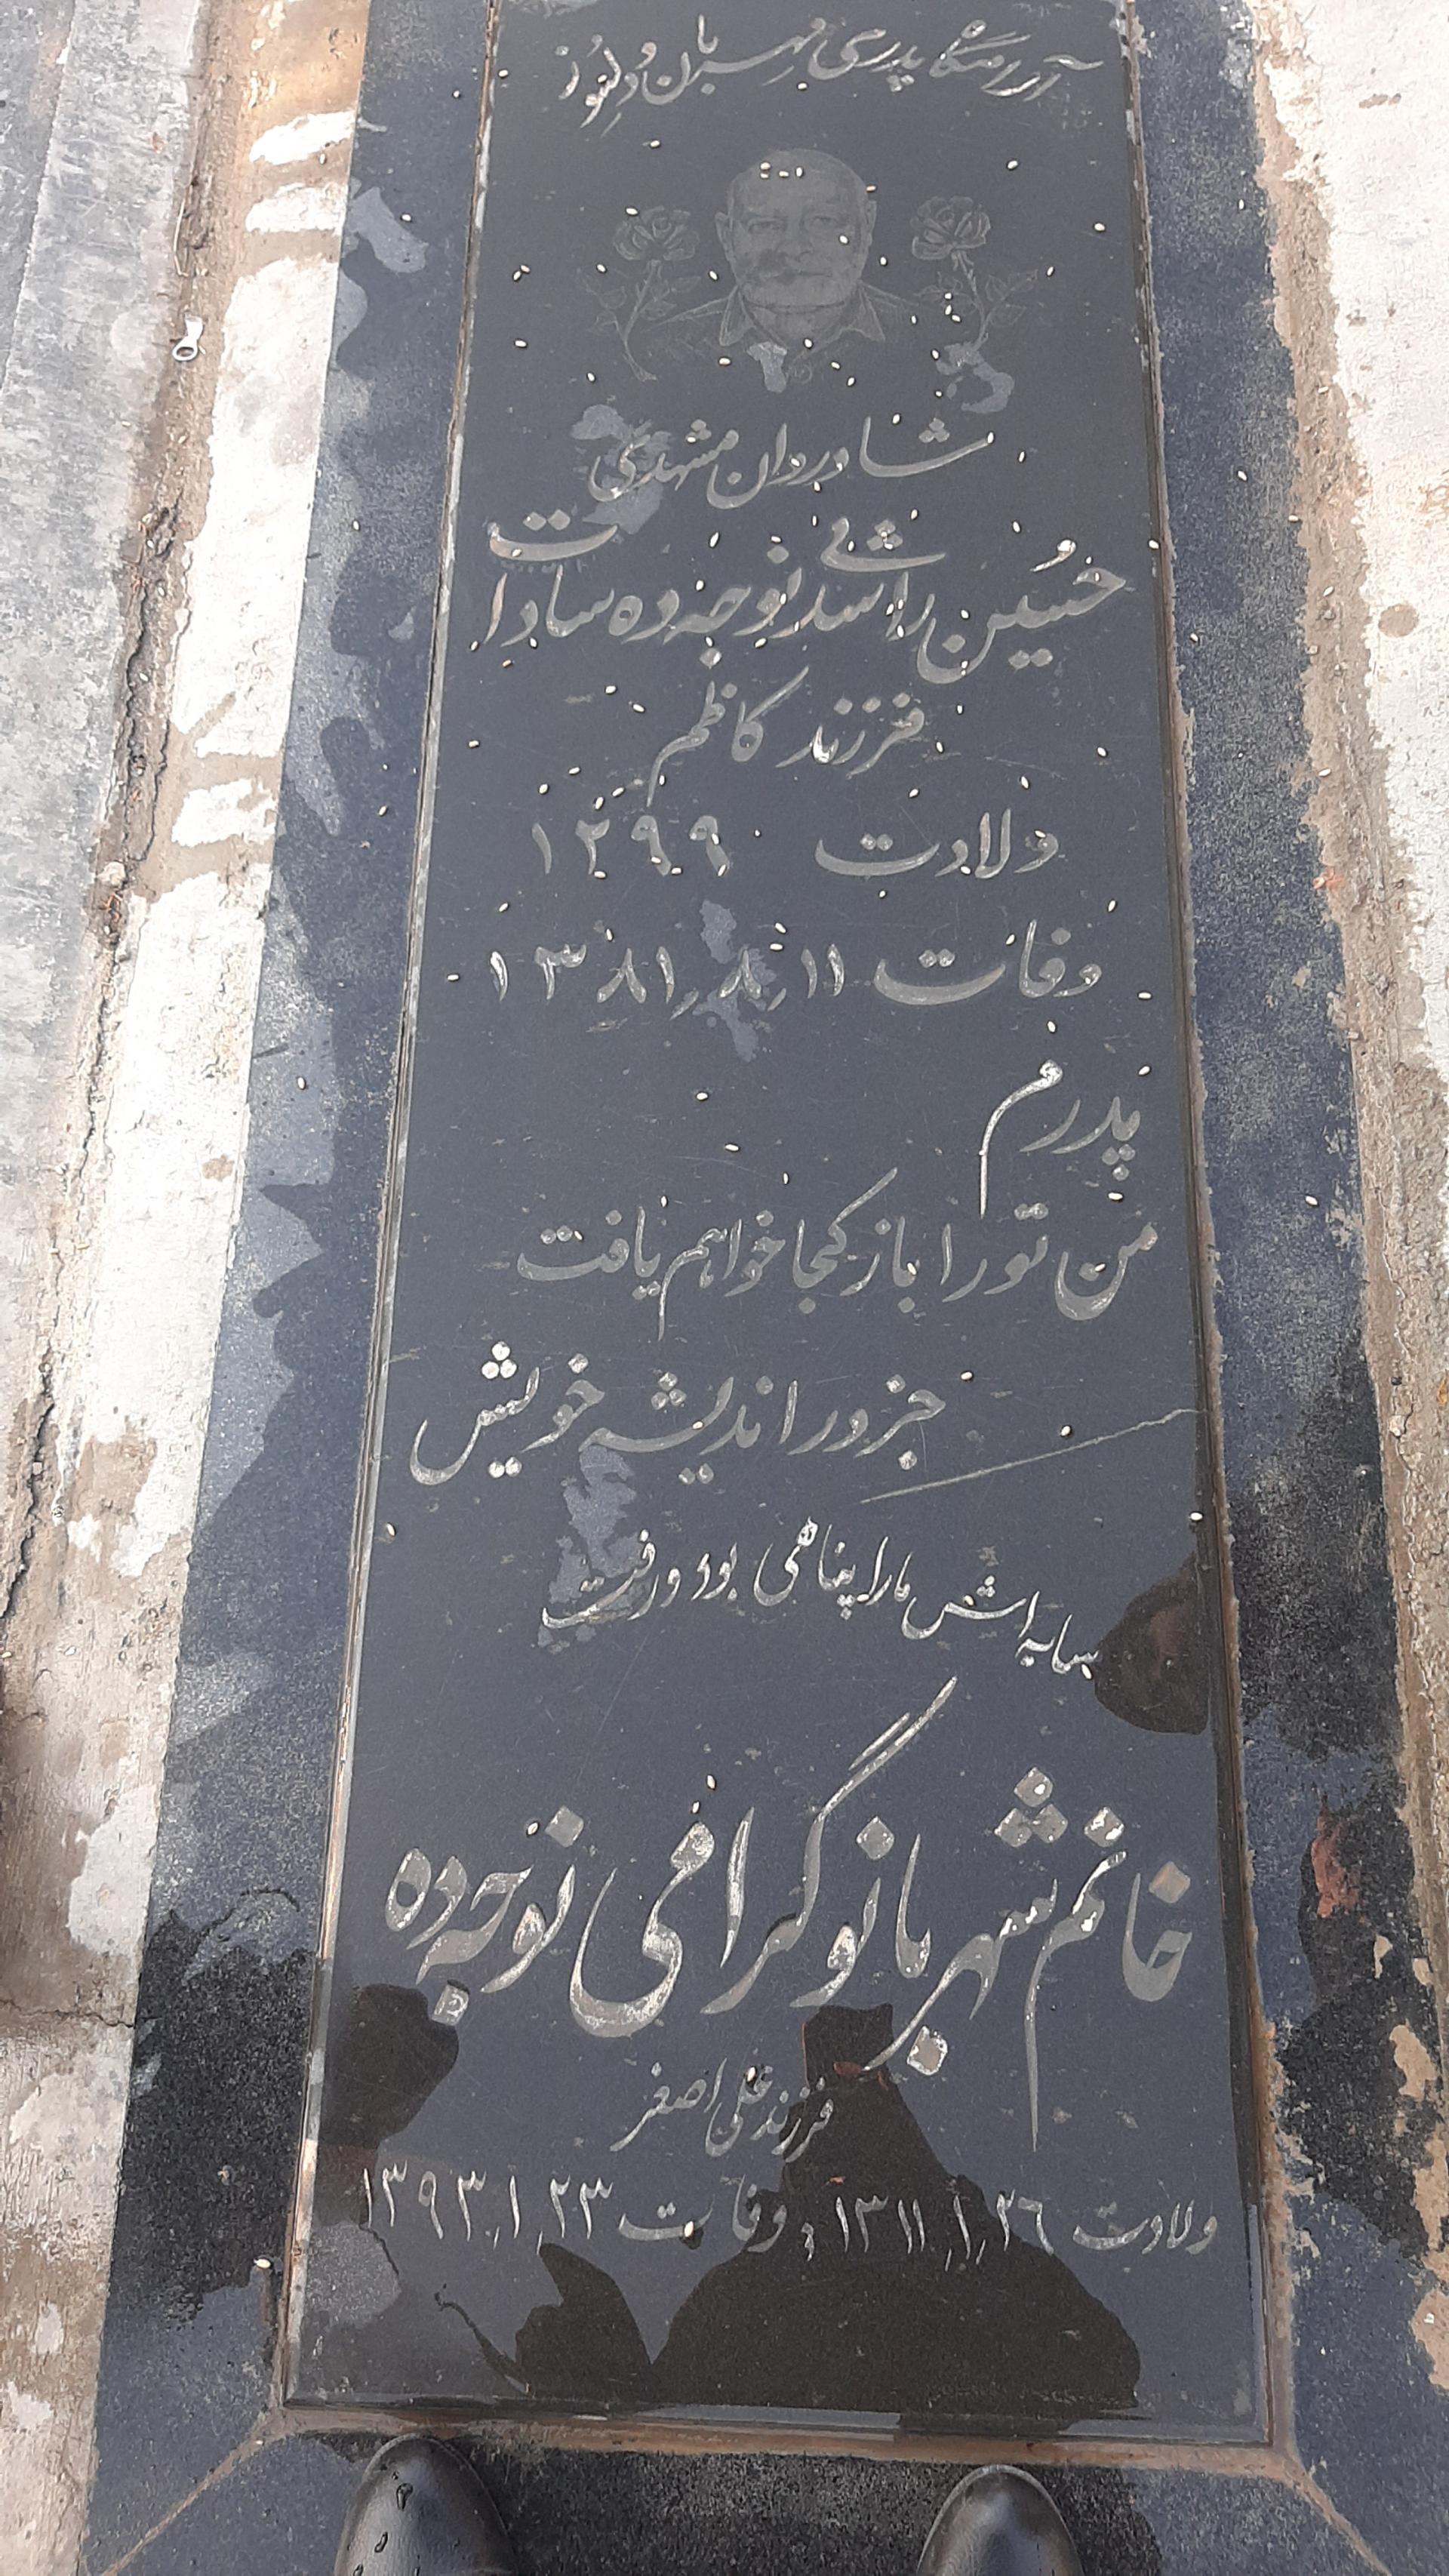 آرامگاه پدری مهربان و دلسوز
شادروان مشهدی
حسین راشدی نوجه ده سادات
فرزند کاظم
ولادت ۱۲۹۹
وفات ۱۳۸۱٫۸٫۱۱
پدرم
من تو را باز کجا خواهم یافت
جز در اندیشه خویش
سایه اش ما را پناهی بود و رفت
خانم شهربانو گرامی نوجه ده
فرزند علی اصغر
ولادت ۱۳۱۱٫۱٫۲۶ وفات ۱۳۹۳٫۱٫۲۳